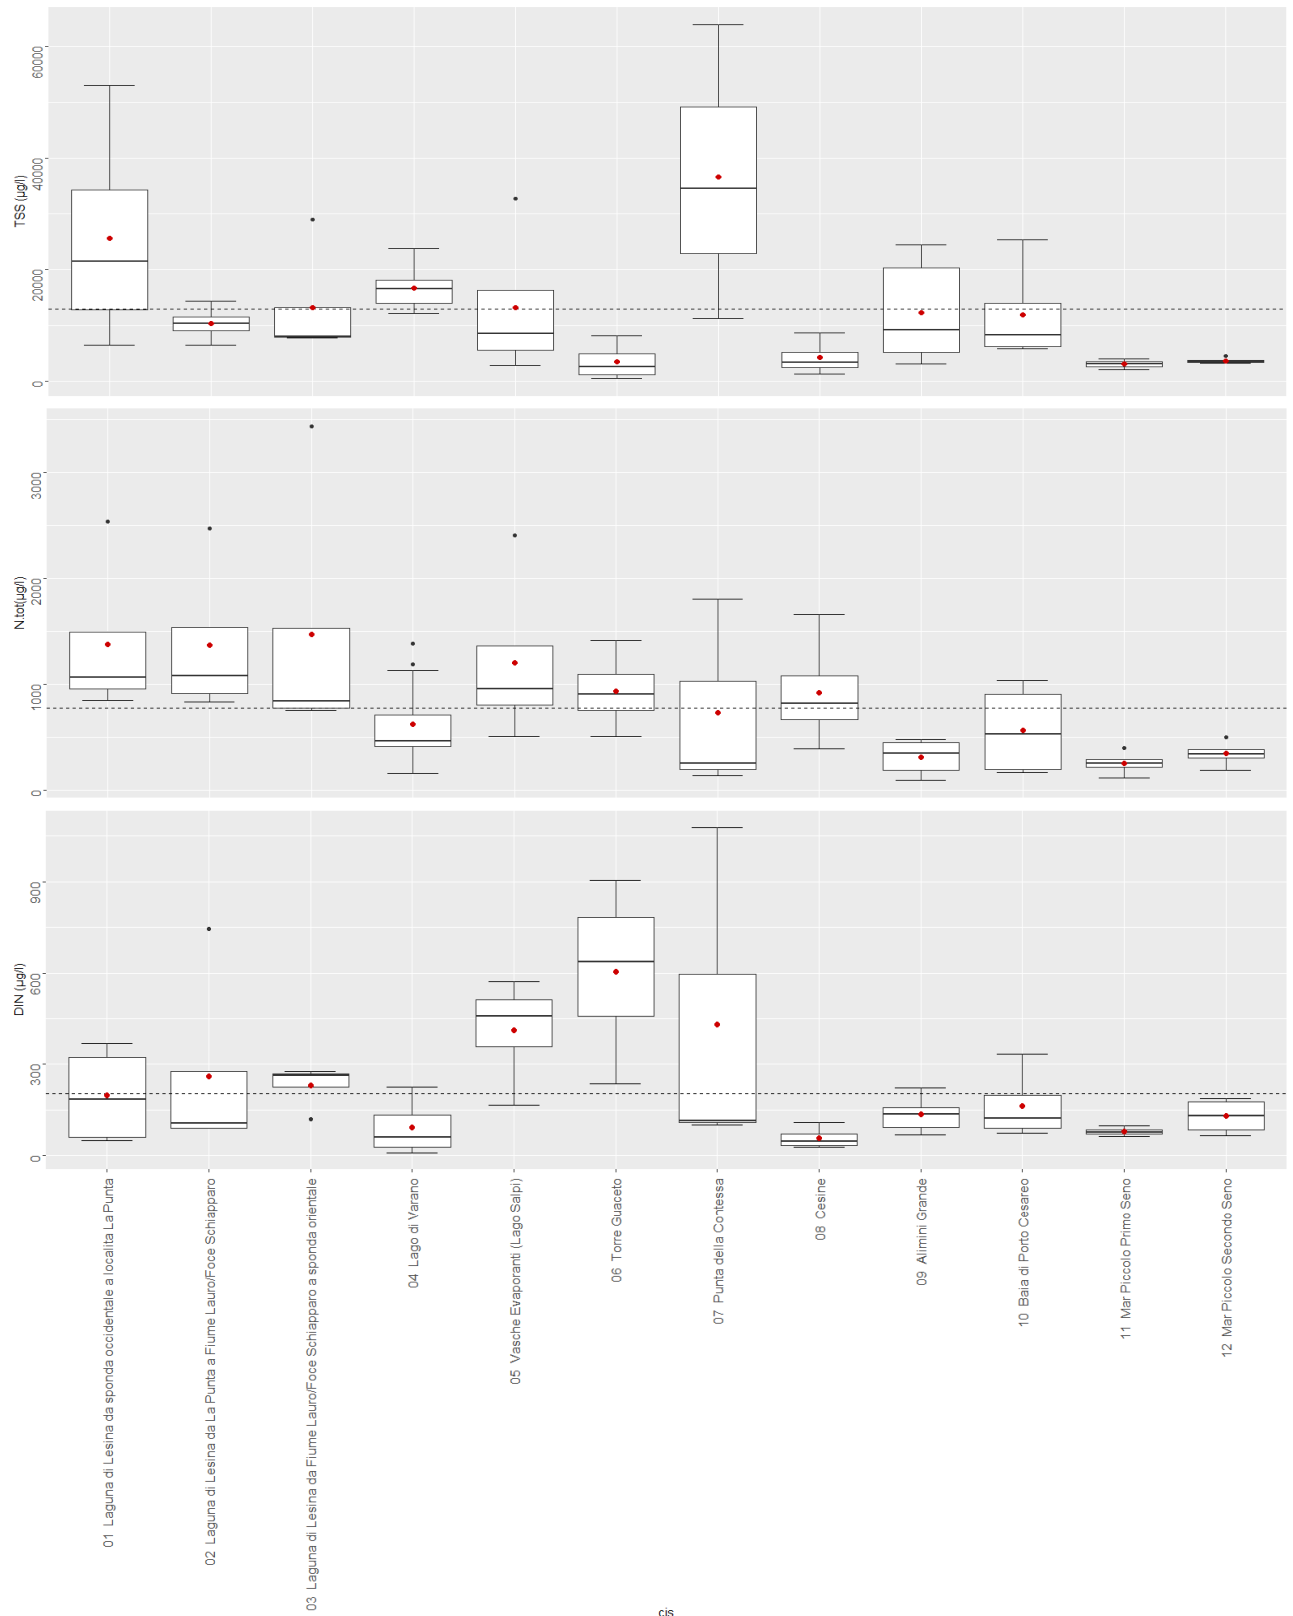 TSS (µg/l)
60000
40000
20000
0
N.tot(µg/l)
3000
2000
1000
0
DIN (µg/l)
900
600
300
0
01 Laguna di Lesina da sponda occidentale a localita La Punta
02 Laguna di Lesina da La Punta a Fiume Lauro/Foce Schiapparo
03 Laguna di Lesina da Fiume Lauro/Foce Schiapparo a sponda orientale
04 Lago di Varano
05 Vasche Evaporanti (Lago Salpi)
06 Torre Guaceto
07 Punta della Contessa
08 Cesine
09 Alimini Grande
10 Baia di Porto Cesareo
11 Mar Piccolo Primo Seno
12 Mar Piccolo Secondo Seno
cis